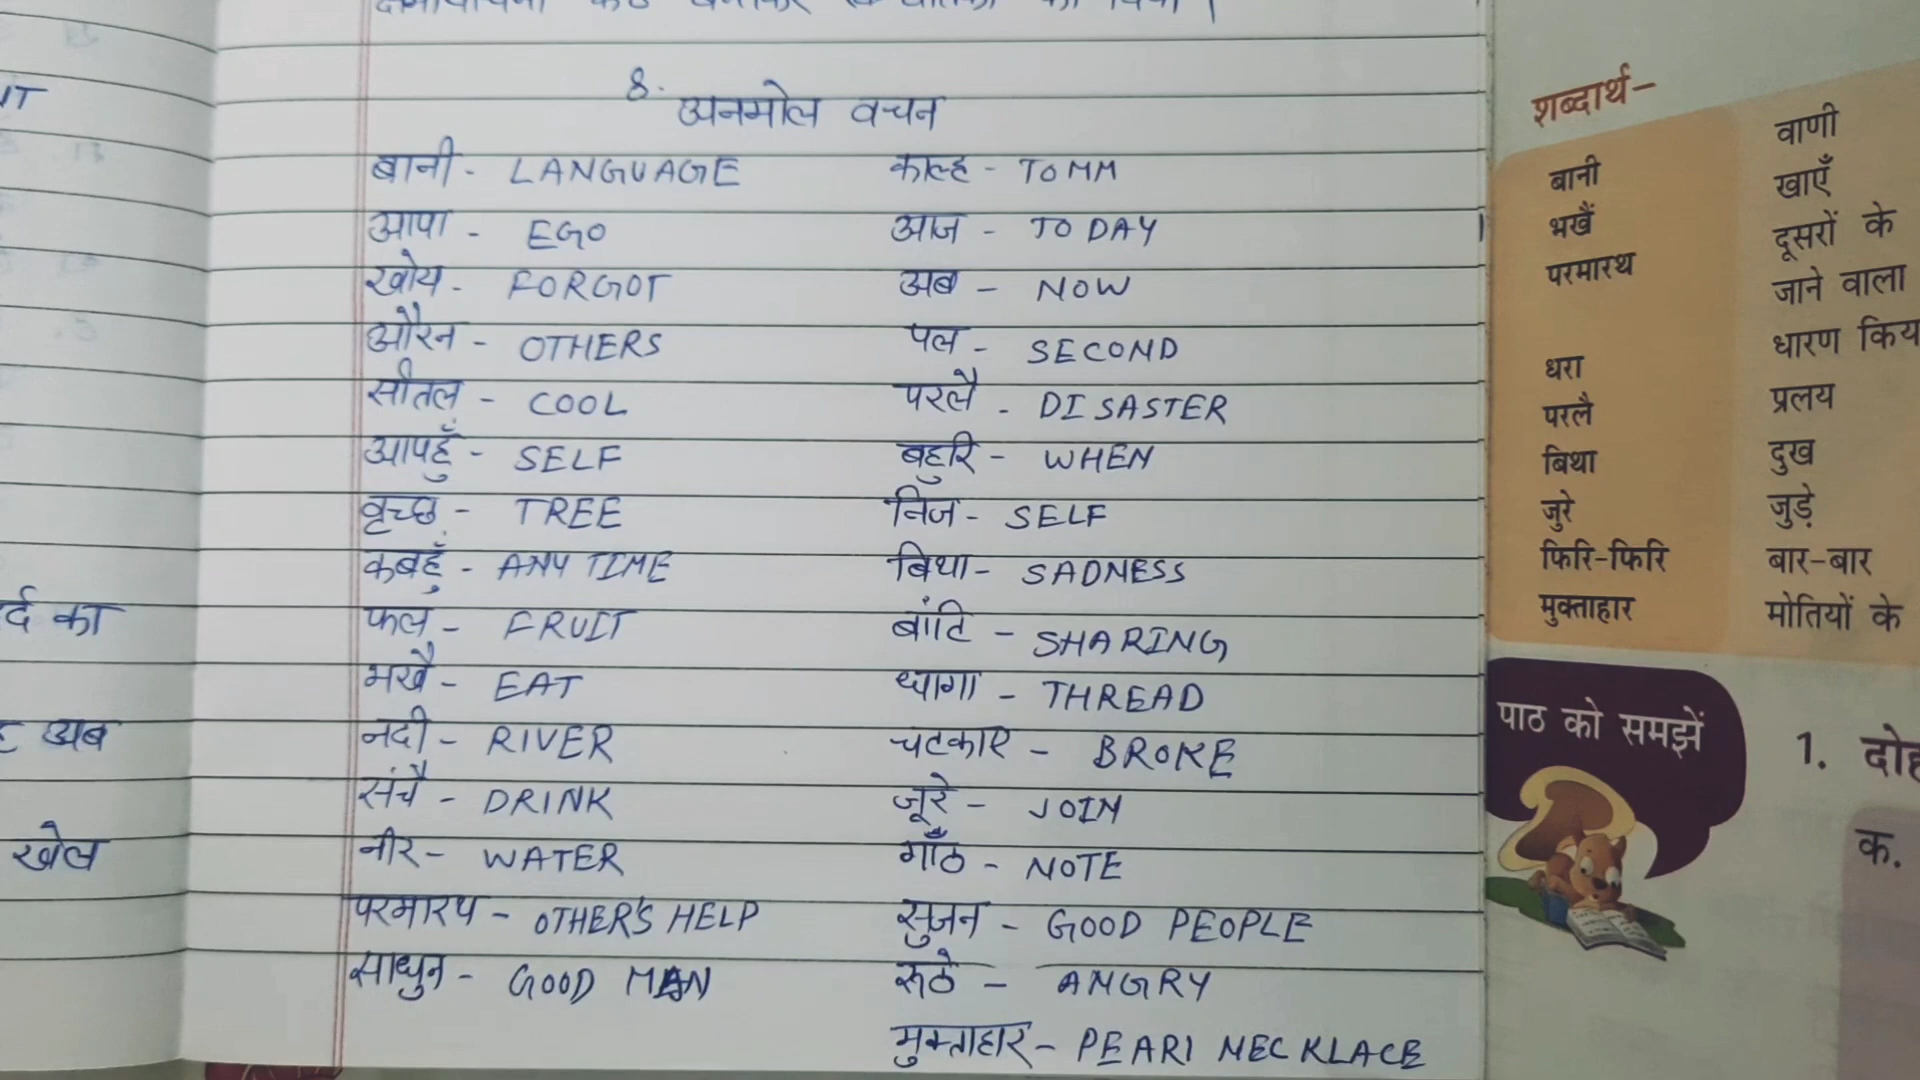 8.
अनमोल वचन
बानी - LANGUAGE
आपा - EGO
खोय - FORGOT
औरन - OTHERS
सीतल - COOL
आपहुँ - SELF
वृच्छ - TREE
कबहुँ - ANY TIME
फल - FRUIT
भखै - EAT
नदी - RIVER
संचै - DRINK
नीर - WATER
परमारथ - OTHER'S HELP
साधुन - GOOD MAN
काल्ह - TOMM
आज - TODAY
अब - NOW
पल - SECOND
परलै - DISASTER
बहुरि - WHEN
निज - SELF
बिथा - SADNESS
बांटि - SHARING
धागा - THREAD
चटकार - BROKE
जूरे - JOIN
गाँठ - NOTE
सुजन - GOOD PEOPLE
रूठे - ANGRY
मुक्ताहार - PEARl NECKLACE
र्द का
अब
खेल
शब्दार्थ-
बानी वाणी
भखैं खाएँ
परमारथ दूसरों के
जाने वाला
धरा धारण
परलै प्रलय
बिथा दुख
जुरे जुड़े
फिरि-फिरि बार-बार
मुक्ताहार मोतियों के
पाठ को समझें
1.
क.